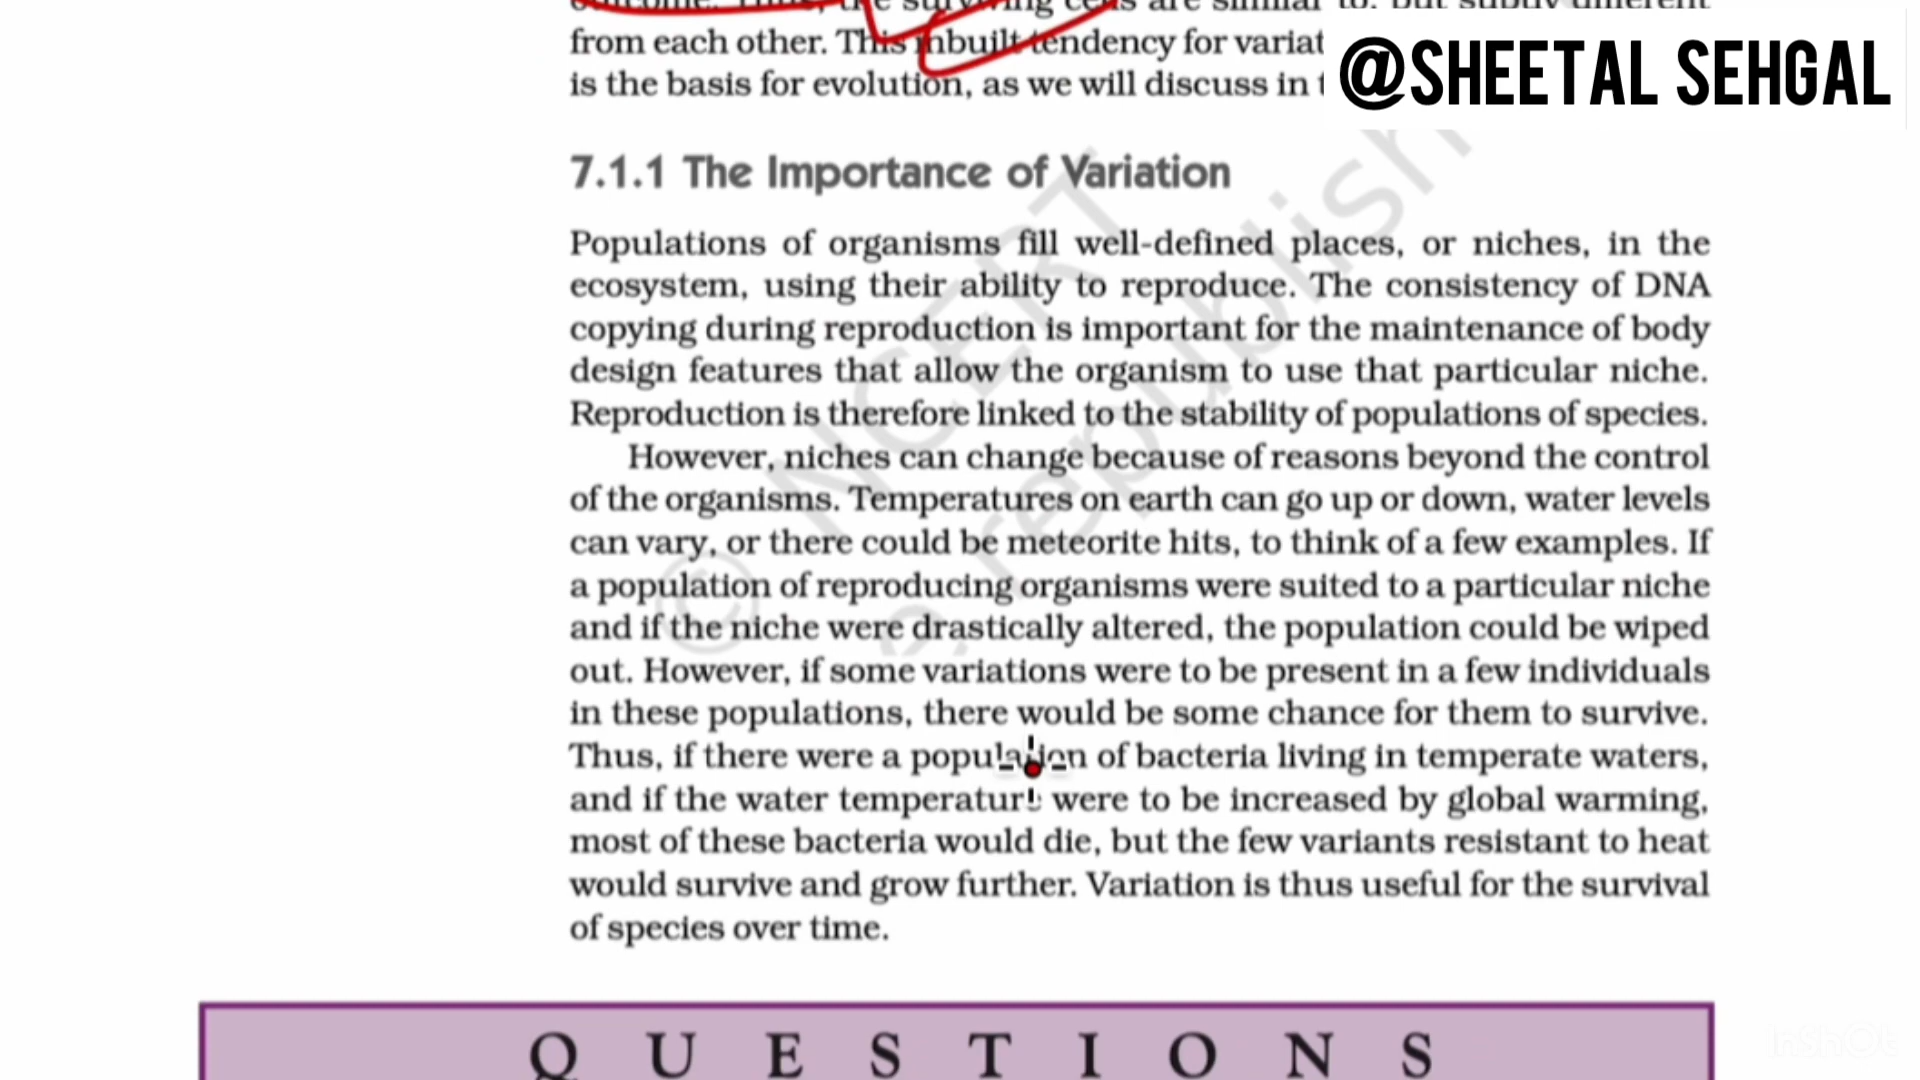 outcome. Thus, the surviving cells are similar to, but subtly different
from each other. This inbuilt tendency for variat
is the basis for evolution, as we will discuss in t
@SHEETAL SEHGAL
7.1.1 The Importance of Variation
Populations of organisms fill well-defined places, or niches, in the
ecosystem, using their ability to reproduce. The consistency of DNA
copying during reproduction is important for the maintenance of body
design features that allow the organism to use that particular niche.
Reproduction is therefore linked to the stability of populations of species.
However, niches can change because of reasons beyond the control
of the organisms. Temperatures on earth can go up or down, water levels
can vary, or there could be meteorite hits, to think of a few examples. If
a population of reproducing organisms were suited to a particular niche
and if the niche were drastically altered, the population could be wiped
out. However, if some variations were to be present in a few individuals
in these populations, there would be some chance for them to survive.
Thus, if there were a population of bacteria living in temperate waters,
and if the water temperature were to be increased by global warming,
most of these bacteria would die, but the few variants resistant to heat
would survive and grow further. Variation is thus useful for the survival
of species over time.
© NCERT
republish
QUESTIONS
InShOt